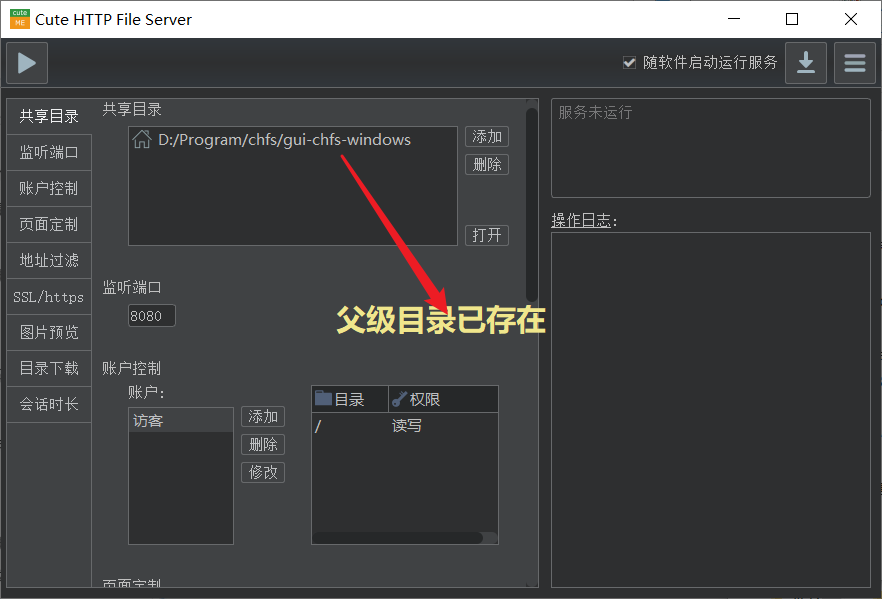 cute
ME
Cute HTTP File Server
随软件启动运行服务
共享目录
监听端口
账户控制
页面定制
地址过滤
SSL/https
图片预览
目录下载
会话时长
共享目录
D:/Program/chfs/gui-chfs-windows
添加
删除
打开
监听端口
8080
父级目录已存在
账户控制
账户:
访客
添加
删除
修改
目录 权限
/ 读写
页面定制
服务未运行
操作日志: